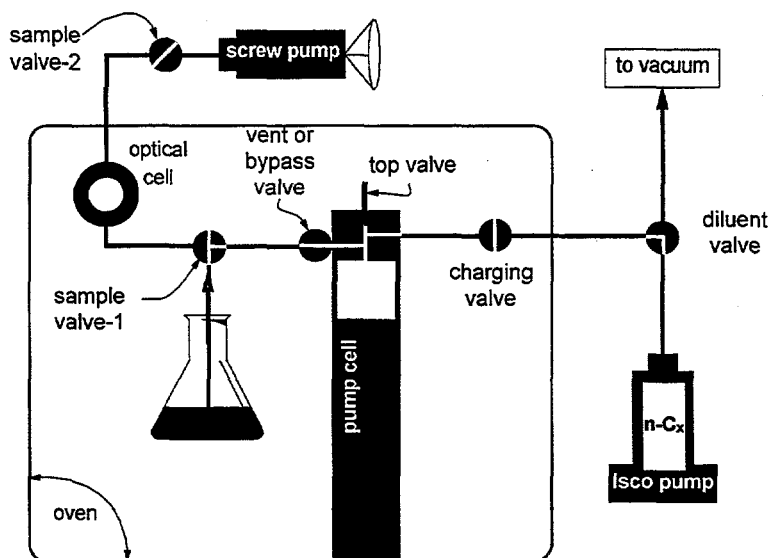 sample
valve-2
screw pump
to vacuum
optical
cell
vent or
bypass
valve
top valve
diluent
valve
charging
valve
sample
valve-1
pump cell
n-Cx
Isco pump
oven